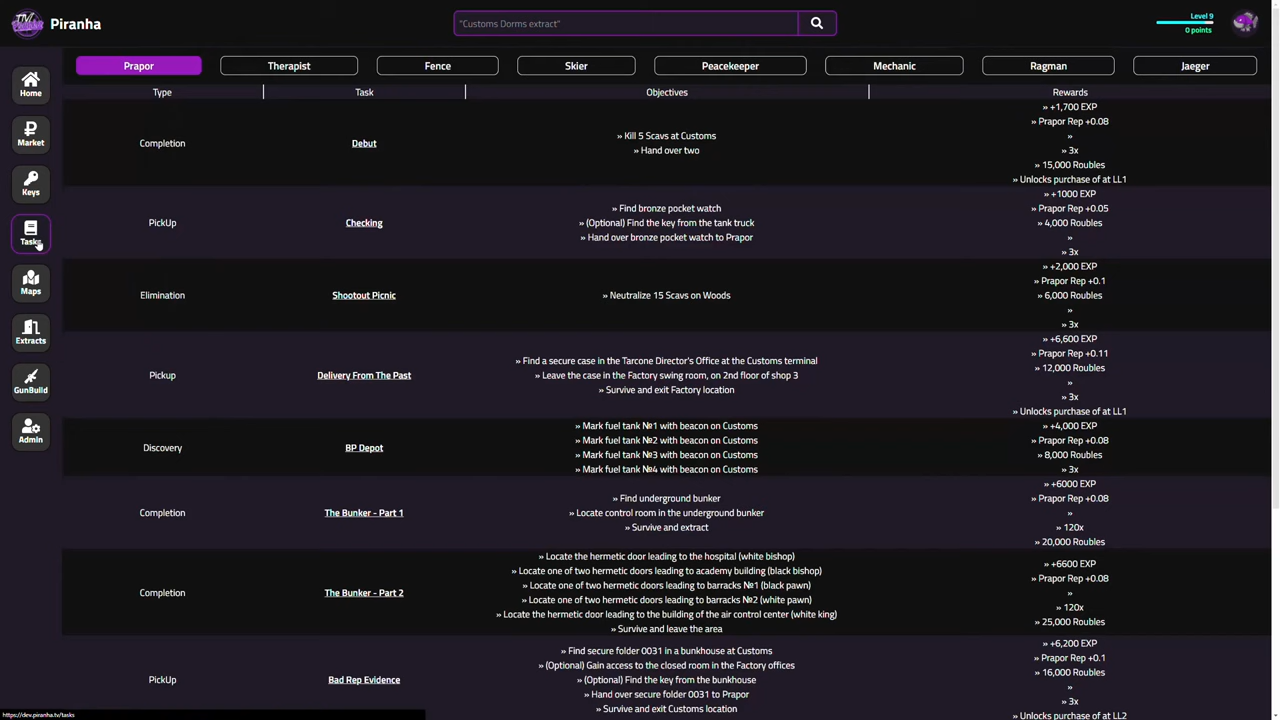 Piranha
"Customs Dorms extract"
Level 9
0 points
Home
Market
Keys
Tasks
Maps
Extracts
GunBuild
Admin
Prapor
Therapist
Fence
Skier
Peacekeeper
Mechanic
Ragman
Jaeger
Type
Task
Objectives
Rewards
Completion
Debut
» Kill 5 Scavs at Customs
» Hand over two
» +1,700 EXP
» Prapor Rep +0.08
»
» 3x
» 15,000 Roubles
» Unlocks purchase of at LL1
PickUp
Checking
» Find bronze pocket watch
» (Optional) Find the key from the tank truck
» Hand over bronze pocket watch to Prapor
» +1000 EXP
» Prapor Rep +0.05
» 4,000 Roubles
»
» 3x
Elimination
Shootout Picnic
» Neutralize 15 Scavs on Woods
» +2,000 EXP
» Prapor Rep +0.1
» 6,000 Roubles
»
» 3x
Pickup
Delivery From The Past
» Find a secure case in the Tarcone Director's Office at the Customs terminal
» Leave the case in the Factory swing room, on 2nd floor of shop 3
» Survive and exit Factory location
» +6,600 EXP
» Prapor Rep +0.11
» 12,000 Roubles
»
» 3x
» Unlocks purchase of at LL1
Discovery
BP Depot
» Mark fuel tank №1 with beacon on Customs
» Mark fuel tank №2 with beacon on Customs
» Mark fuel tank №3 with beacon on Customs
» Mark fuel tank №4 with beacon on Customs
» +4,000 EXP
» Prapor Rep +0.08
» 8,000 Roubles
» 3x
Completion
The Bunker - Part 1
» Find underground bunker
» Locate control room in the underground bunker
» Survive and extract
» +6000 EXP
» Prapor Rep +0.08
»
» 120x
» 20,000 Roubles
Completion
The Bunker - Part 2
» Locate the hermetic door leading to the hospital (white bishop)
» Locate one of two hermetic doors leading to academy building (black bishop)
» Locate one of two hermetic doors leading to barracks №1 (black pawn)
» Locate one of two hermetic doors leading to barracks №2 (white pawn)
» Locate the hermetic door leading to the building of the air control center (white king)
» Survive and leave the area
» +6600 EXP
» Prapor Rep +0.08
»
» 120x
» 25,000 Roubles
PickUp
Bad Rep Evidence
» Find secure folder 0031 in a bunkhouse at Customs
» (Optional) Gain access to the closed room in the Factory offices
» (Optional) Find the key from the bunkhouse
» Hand over secure folder 0031 to Prapor
» Survive and exit Customs location
» +6,200 EXP
» Prapor Rep +0.1
» 16,000 Roubles
»
» 3x
» Unlocks purchase of at LL2
https://dev.piranha.tv/tasks